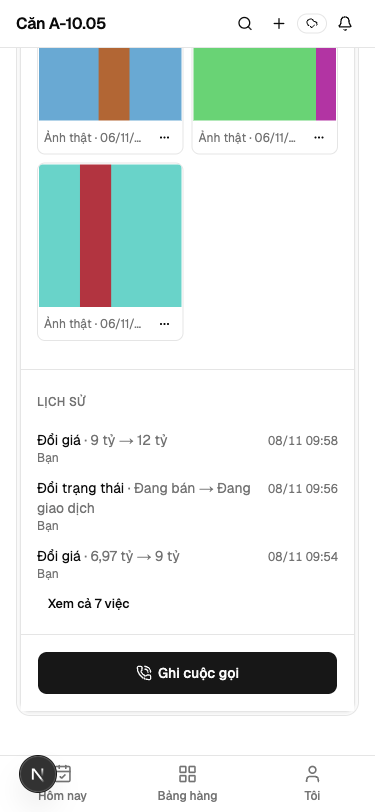 Căn A-10.05
Ảnh thật · 06/11/...
Ảnh thật · 06/11/...
Ảnh thật · 06/11/...
LỊCH SỬ
Đổi giá · 9 tỷ → 12 tỷ 08/11 09:58
Bạn
Đổi trạng thái · Đang bán → Đang 08/11 09:56
giao dịch
Bạn
Đổi giá · 6,97 tỷ → 9 tỷ 08/11 09:54
Bạn
Xem cả 7 việc
Ghi cuộc gọi
N
Hôm nay Bảng hàng Tôi